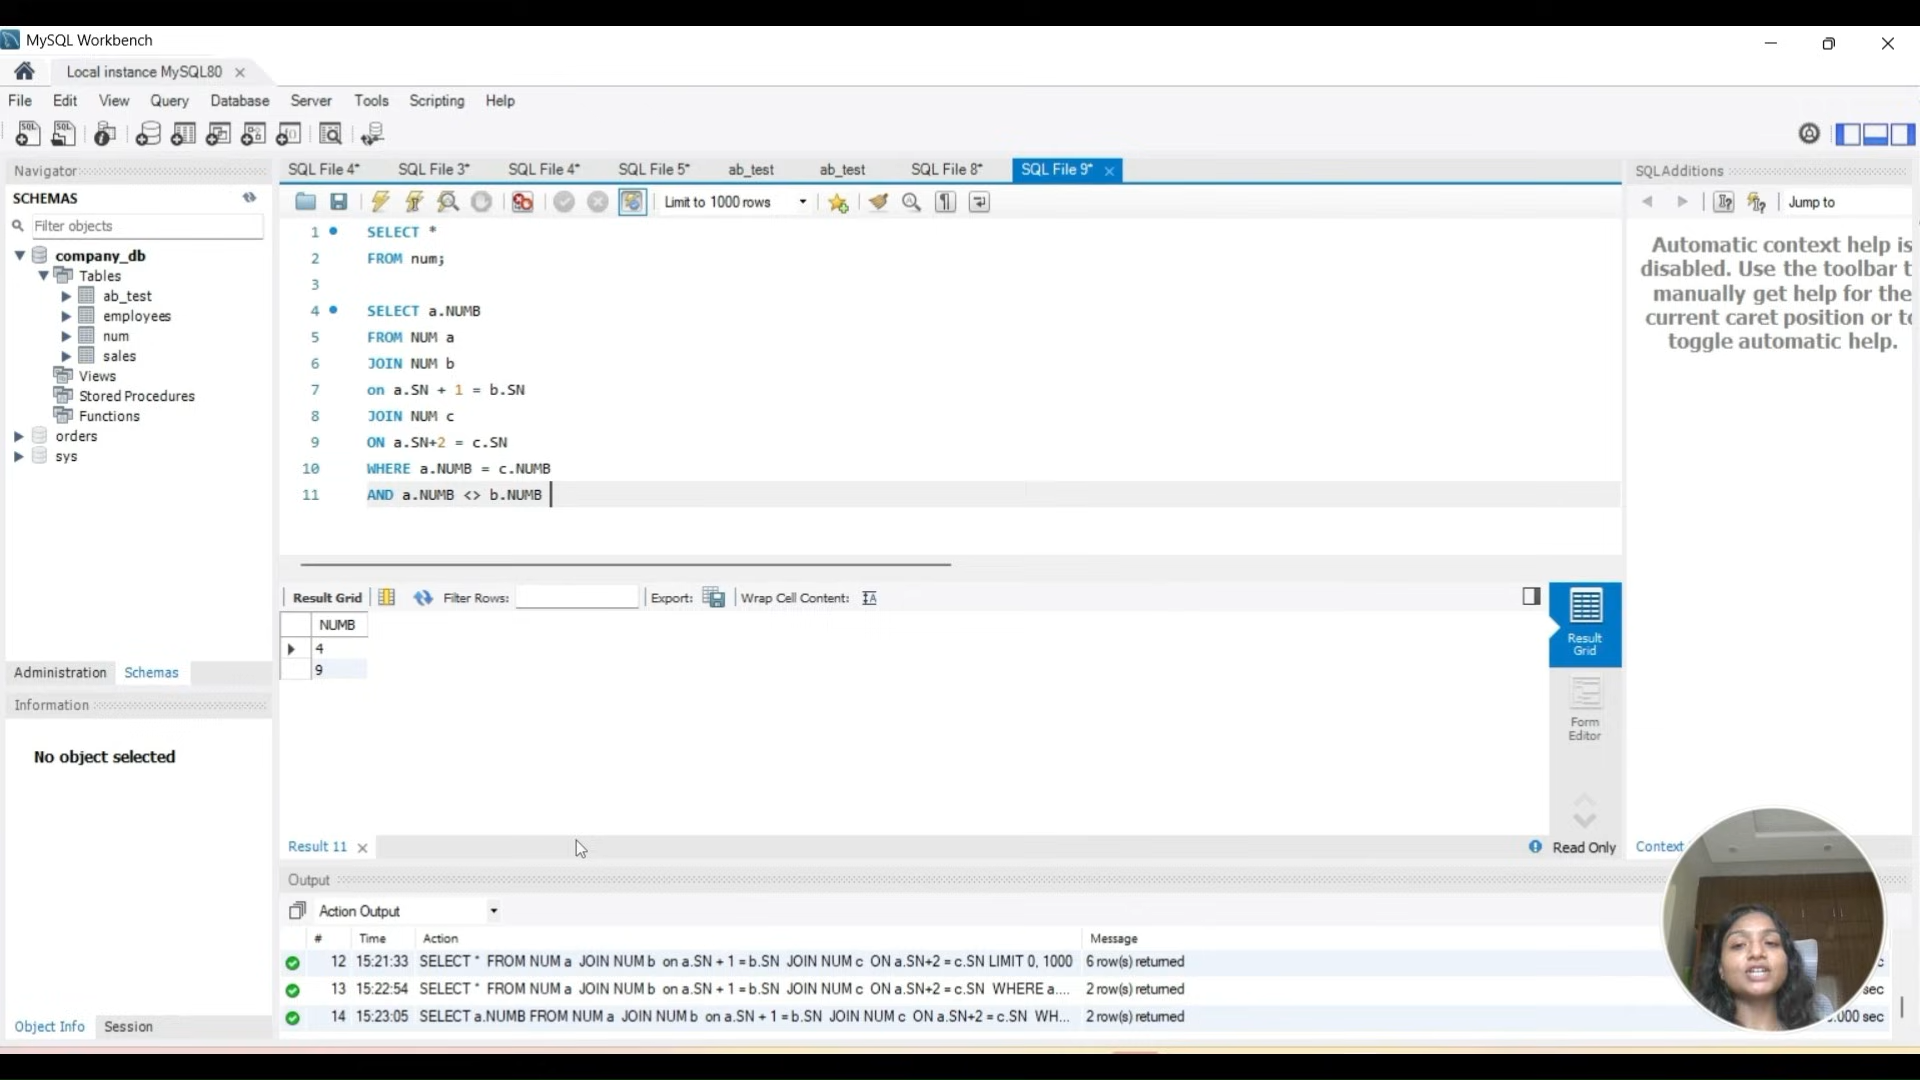 MySQL Workbench
Local instance MySQL80
File Edit View Query Database Server Tools Scripting Help
Navigator
SCHEMAS
Filter objects
company_db
Tables
ab_test
employees
num
sales
Views
Stored Procedures
Functions
orders
sys
Administration Schemas
Information
No object selected
Object Info Session
SQL File 4* SQL File 3* SQL File 4* SQL File 5* ab_test ab_test SQL File 8* SQL File 9*
Limit to 1000 rows
1 SELECT *
2 FROM num;
3
4 SELECT a.NUMB
5 FROM NUM a
6 JOIN NUM b
7 on a.SN + 1 = b.SN
8 JOIN NUM c
9 ON a.SN+2 = c.SN
10 WHERE a.NUMB = c.NUMB
11 AND a.NUMB <> b.NUMB
Result Grid Filter Rows: Export: Wrap Cell Content:
NUMB
4
9
Result Grid
Form Editor
Result 11
Read Only
Output
Action Output
# Time Action Message
12 15:21:33 SELECT * FROM NUM a JOIN NUM b on a.SN + 1 = b.SN JOIN NUM c ON a.SN+2 = c.SN LIMIT 0, 1000 6 row(s) returned
13 15:22:54 SELECT * FROM NUM a JOIN NUM b on a.SN + 1 = b.SN JOIN NUM c ON a.SN+2 = c.SN WHERE a.... 2 row(s) returned sec
14 15:23:05 SELECT a.NUMB FROM NUM a JOIN NUM b on a.SN + 1 = b.SN JOIN NUM c ON a.SN+2 = c.SN WH... 2 row(s) returned .000 sec
SQLAdditions
Jump to
Automatic context help is
disabled. Use the toolbar t
manually get help for the
current caret position or to
toggle automatic help.
Context